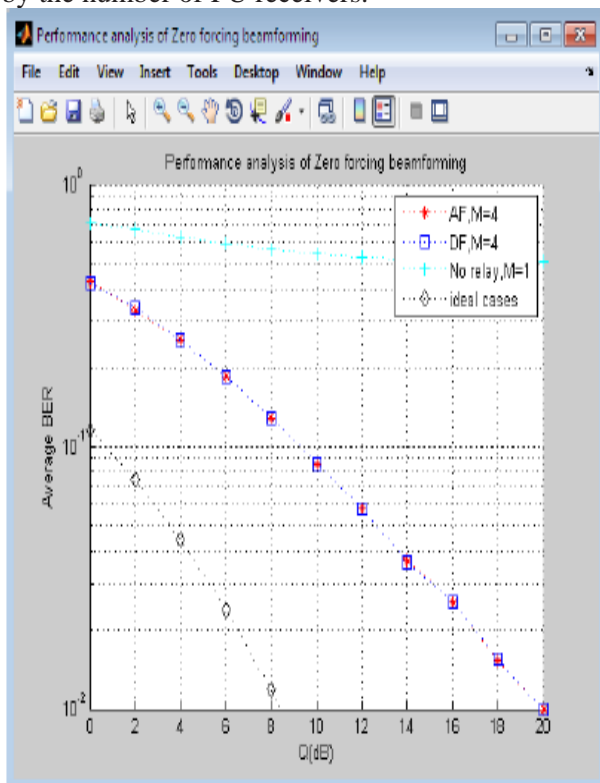 by the number of PU receivers.
Performance analysis of Zero forcing beamforming
File Edit View Insert Tools Desktop Window Help
Performance analysis of Zero forcing beamforming
10^0
10^-1
10^-2
Average BER
AF,M=4
DF,M=4
No relay,M=1
ideal cases
0 2 4 6 8 10 12 14 16 18 20
Q(dB)